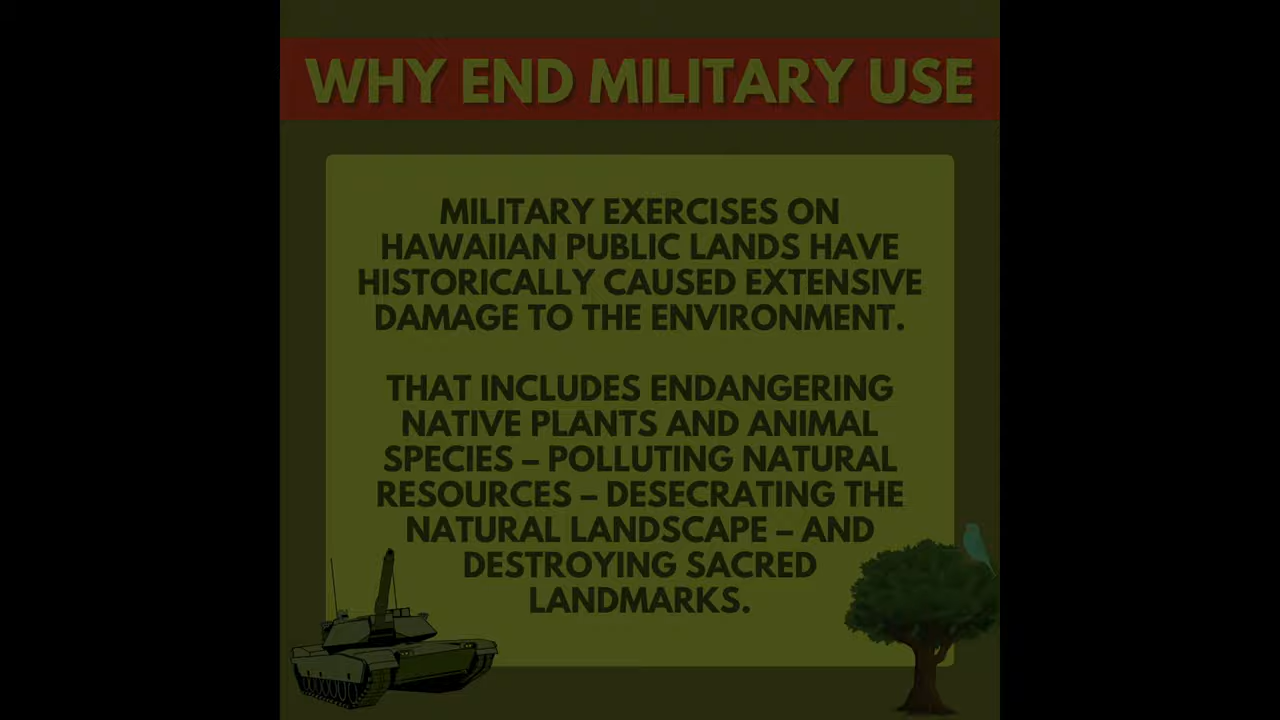 WHY END MILITARY USE
MILITARY EXERCISES ON
HAWAIIAN PUBLIC LANDS HAVE
HISTORICALLY CAUSED EXTENSIVE
DAMAGE TO THE ENVIRONMENT.
THAT INCLUDES ENDANGERING
NATIVE PLANTS AND ANIMAL
SPECIES – POLLUTING NATURAL
RESOURCES – DESECRATING THE
NATURAL LANDSCAPE – AND
DESTROYING SACRED
LANDMARKS.